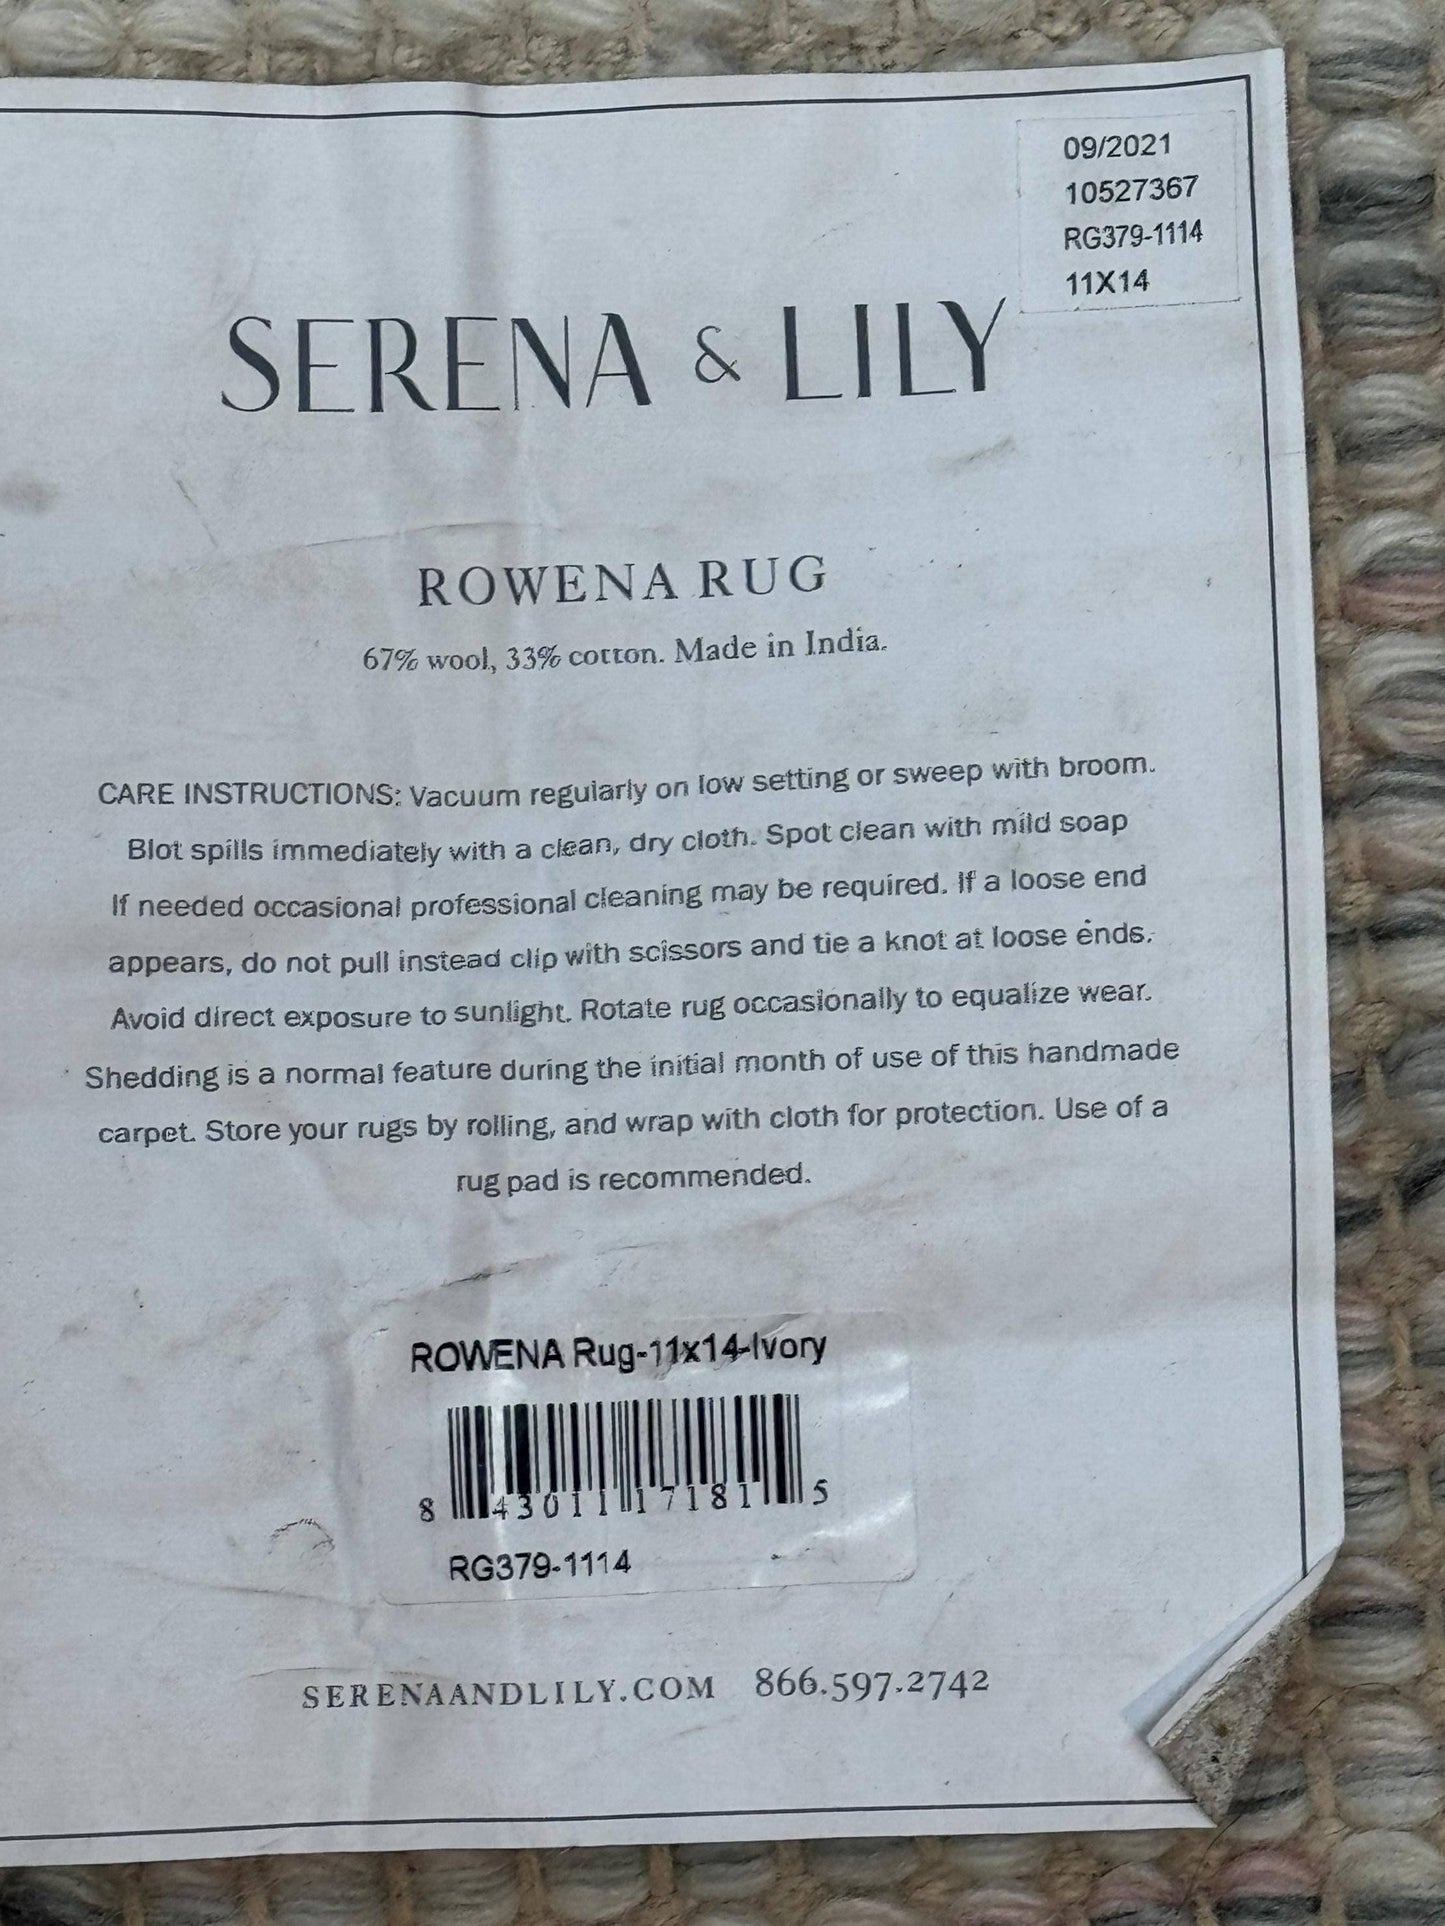 09/2021
10527367
RG379-1114
11X14
SERENA & LILY
ROWENA RUG
67% wool, 33% cotton. Made in India.
CARE INSTRUCTIONS: Vacuum regularly on low setting or sweep with broom.
Blot spills immediately with a clean, dry cloth. Spot clean with mild soap
If needed occasional professional cleaning may be required. If a loose end
appears, do not pull instead clip with scissors and tie a knot at loose ends.
Avoid direct exposure to sunlight. Rotate rug occasionally to equalize wear.
Shedding is a normal feature during the initial month of use of this handmade
carpet. Store your rugs by rolling, and wrap with cloth for protection. Use of a
rug pad is recommended.
ROWENA Rug-11x14-Ivory
8 43011 17181 5
RG379-1114
SERENAANDLILY.COM 866.597.2742